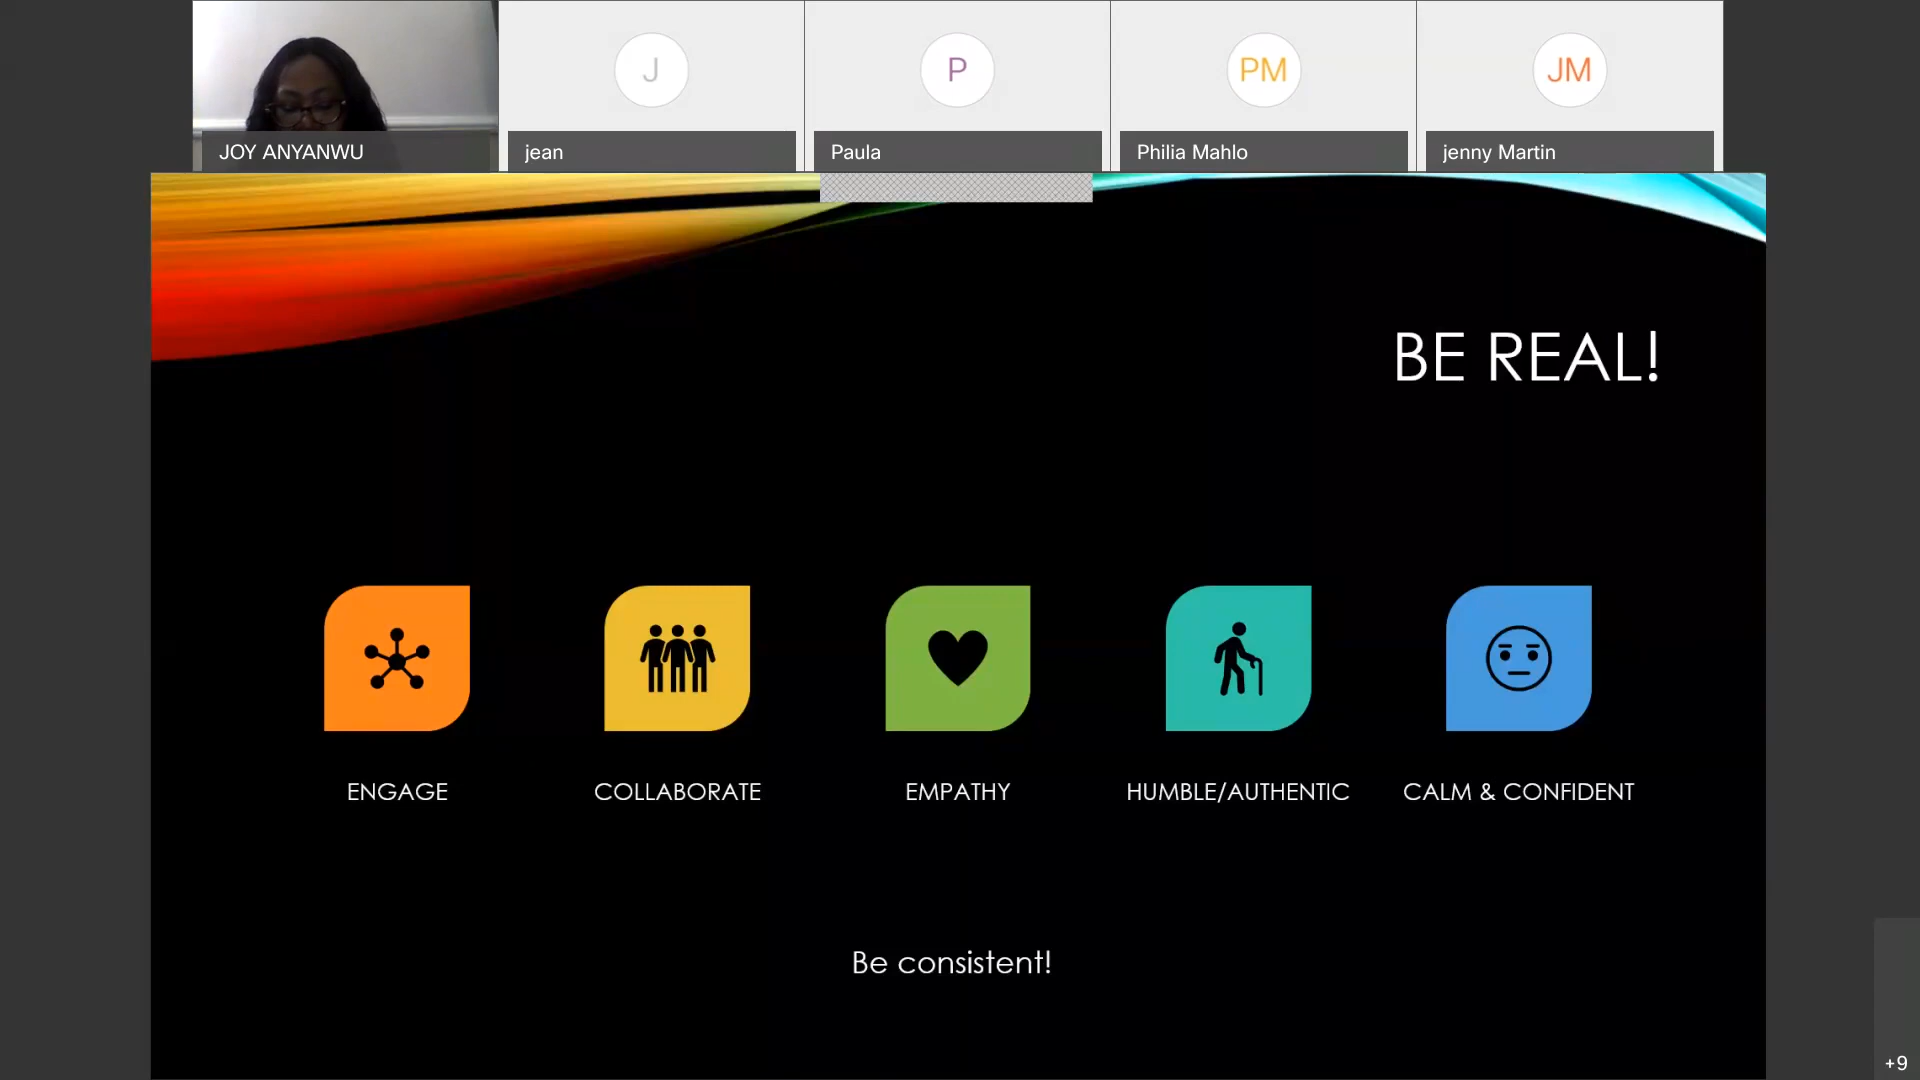 JOY ANYANWU
J
jean
P
Paula
PM
Philia Mahlo
JM
jenny Martin
BE REAL!
ENGAGE
COLLABORATE
EMPATHY
HUMBLE/AUTHENTIC
CALM & CONFIDENT
Be consistent!
+9